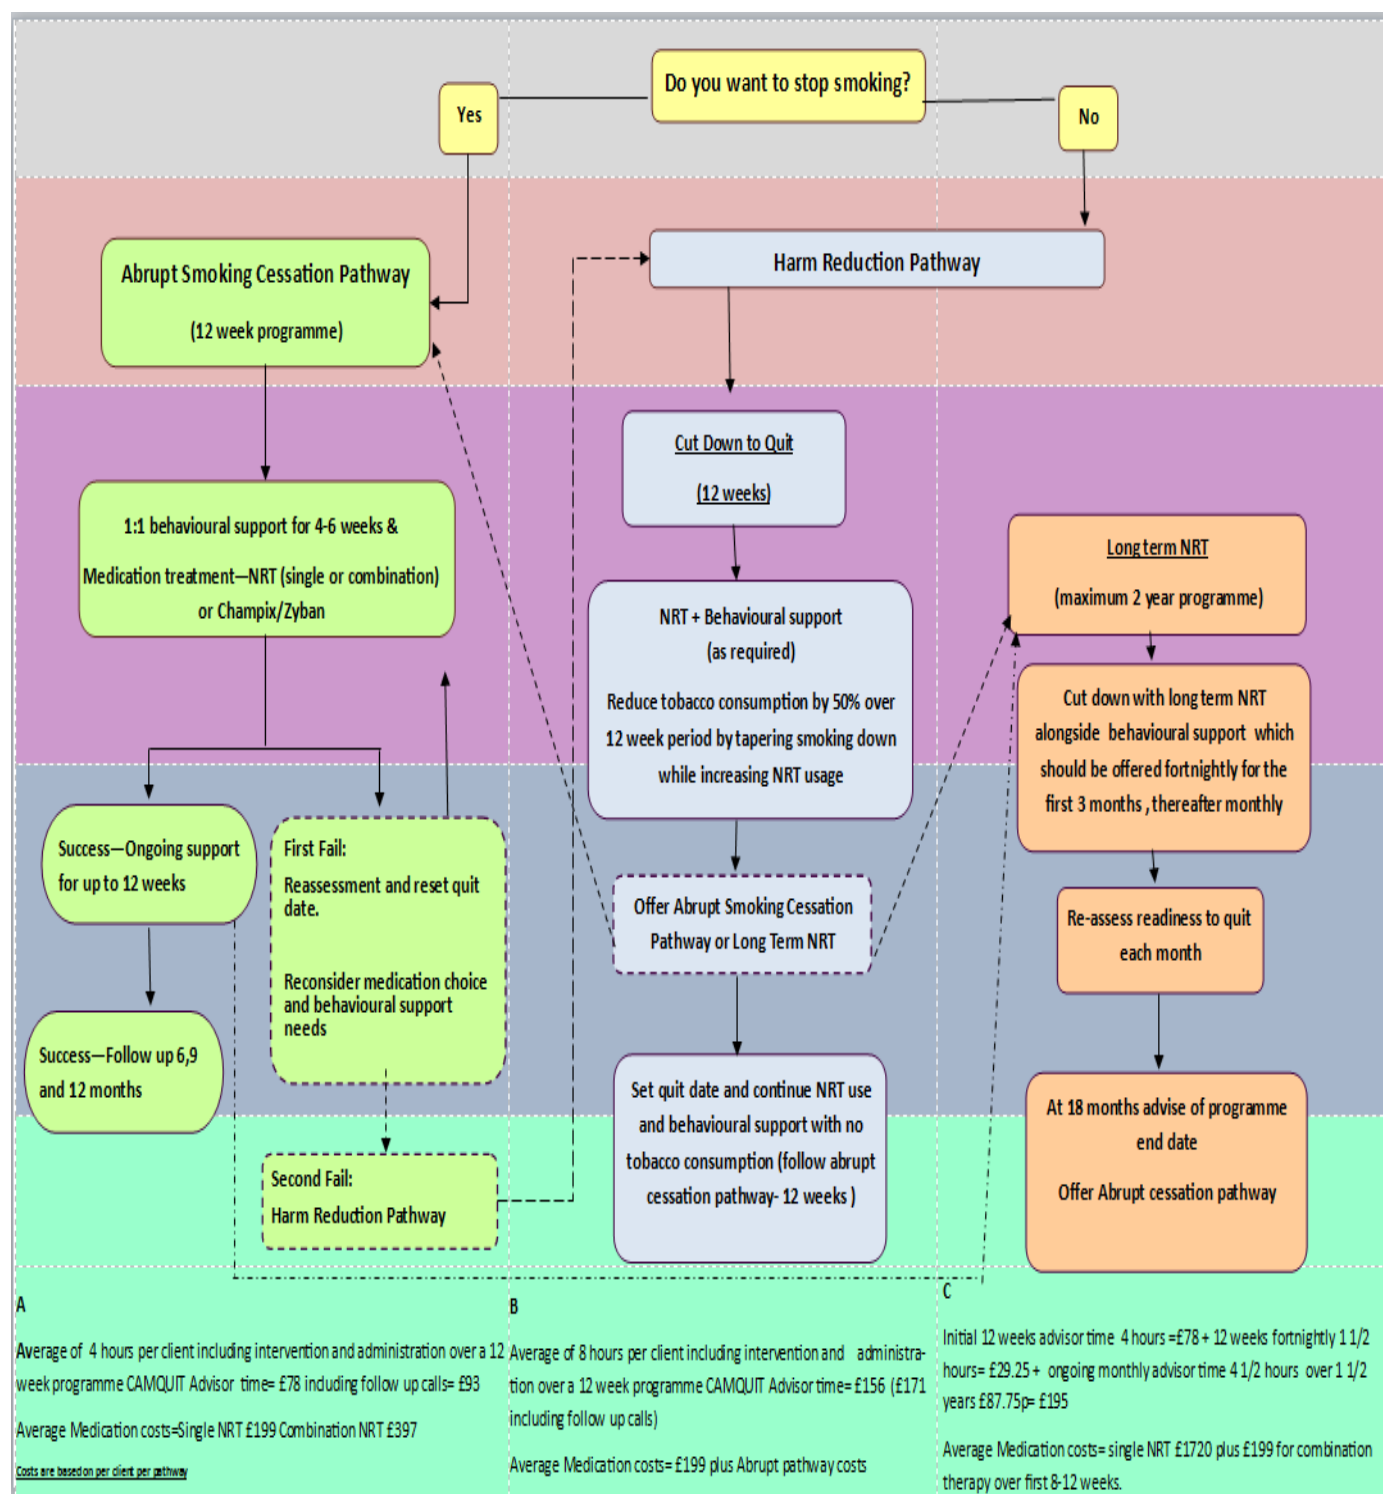 Do you want to stop smoking?
Yes
No
Abrupt Smoking Cessation Pathway
(12 week programme)
Harm Reduction Pathway
Cut Down to Quit
(12 weeks)
1:1 behavioural support for 4-6 weeks &
Medication treatment—NRT (single or combination)
or Champix/Zyban
Long term NRT
(maximum 2 year programme)
NRT + Behavioural support
(as required)
Reduce tobacco consumption by 50% over
12 week period by tapering smoking down
while increasing NRT usage
Cut down with long term NRT
alongside behavioural support which
should be offered fortnightly for the
first 3 months , thereafter monthly
Success—Ongoing support
for up to 12 weeks
First Fail:
Reassessment and reset quit
date.
Reconsider medication choice
and behavioural support
needs
Offer Abrupt Smoking Cessation
Pathway or Long Term NRT
Re-assess readiness to quit
each month
Success—Follow up 6,9
and 12 months
Set quit date and continue NRT use
and behavioural support with no
tobacco consumption (follow abrupt
cessation pathway- 12 weeks )
At 18 months advise of programme
end date
Offer Abrupt cessation pathway
Second Fail:
Harm Reduction Pathway
A
Average of 4 hours per client including intervention and administration over a 12
week programme CAMQUIT Advisor time= £78 including follow up calls= £93
Average Medication costs=Single NRT £199 Combination NRT £397
Costs are based on per client per pathway
B
Average of 8 hours per client including intervention and administra-
tion over a 12 week programme CAMQUIT Advisor time= £156 (£171
including follow up calls)
Average Medication costs= £199 plus Abrupt pathway costs
C
Initial 12 weeks advisor time 4 hours =£78 + 12 weeks fortnightly 1 1/2
hours= £29.25 + ongoing monthly advisor time 4 1/2 hours over 1 1/2
years £87.75p= £195
Average Medication costs= single NRT £1720 plus £199 for combination
therapy over first 8-12 weeks.